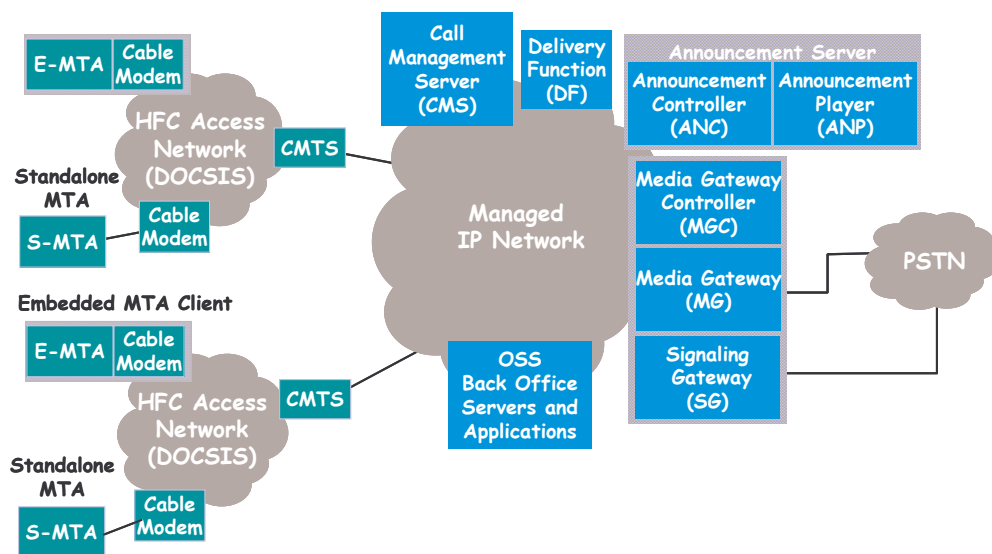 E-MTA
Cable
Modem
HFC Access
Network
(DOCSIS)
CMTS
Standalone
MTA
S-MTA
Cable
Modem
Embedded MTA Client
E-MTA
Cable
Modem
HFC Access
Network
(DOCSIS)
CMTS
Standalone
MTA
S-MTA
Cable
Modem
Call
Management
Server
(CMS)
Delivery
Function
(DF)
Announcement Server
Announcement
Controller
(ANC)
Announcement
Player
(ANP)
Managed
IP Network
Media Gateway
Controller
(MGC)
Media Gateway
(MG)
Signaling
Gateway
(SG)
PSTN
OSS
Back Office
Servers and
Applications